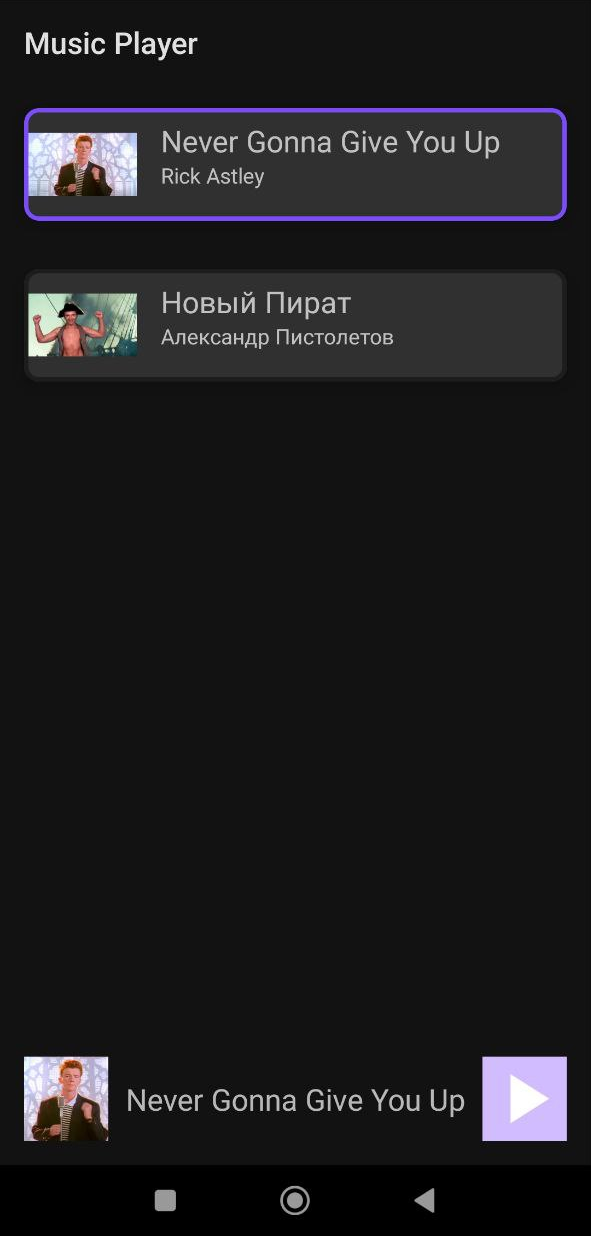 Music Player
Never Gonna Give You Up
Rick Astley
Новый Пират
Александр Пистолетов
Never Gonna Give You Up